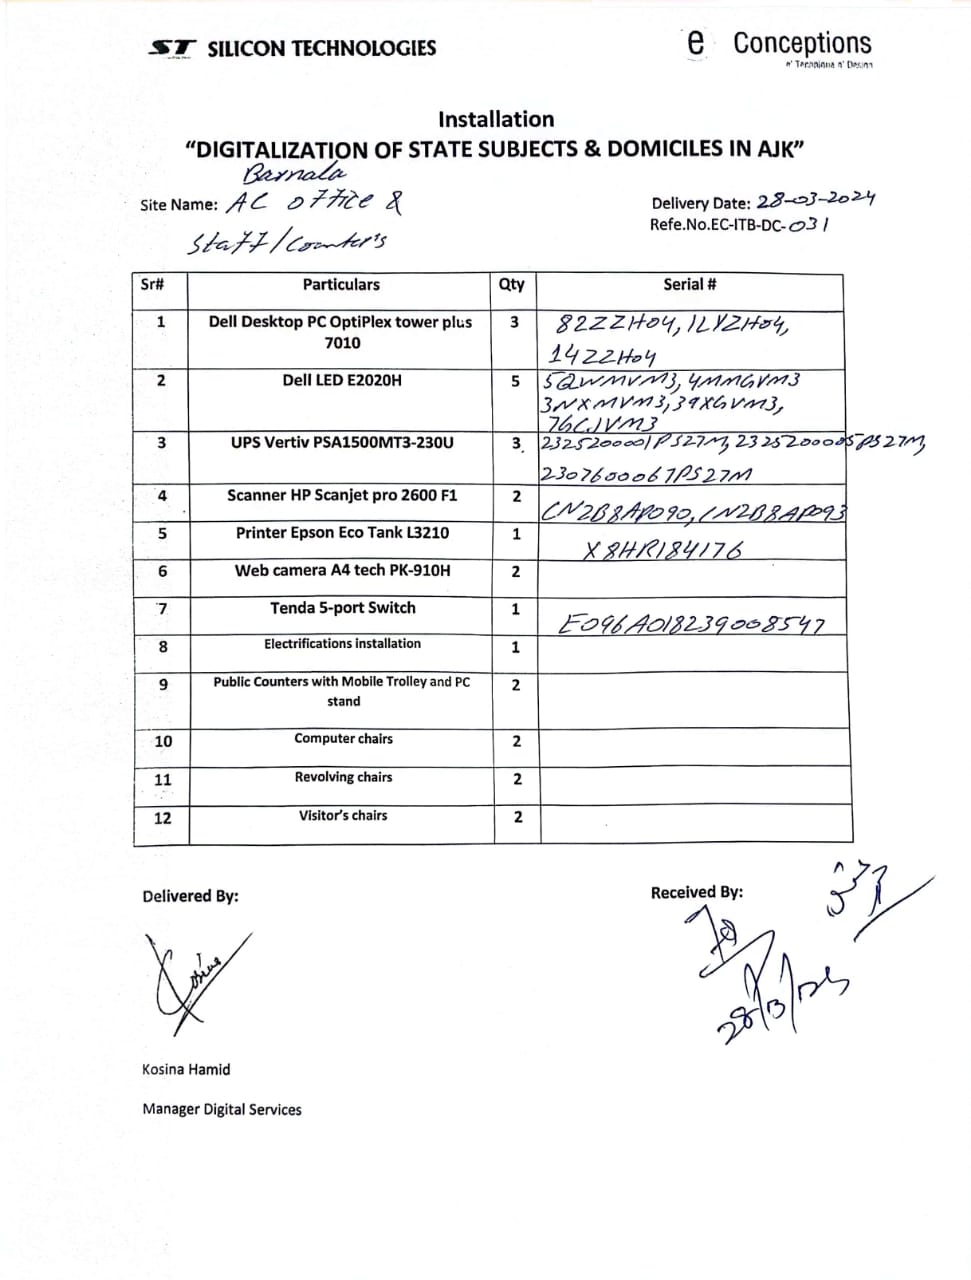 ST SILICON TECHNOLOGIES
e Conceptions
n' Technique n' Design
Installation
“DIGITALIZATION OF STATE SUBJECTS & DOMICILES IN AJK”
Barnala
Site Name: AC office &
Staff/Counter's
Delivery Date: 28-03-2024
Refe.No.EC-ITB-DC-031
Sr# Particulars Qty Serial #
1 Dell Desktop PC OptiPlex tower plus 7010 3 82ZZH04, 1LYZH04,
14ZZH04
2 Dell LED E2020H 5 5QWMVM3, 4MMGVM3
3NXMVM3, 39XGVM3,
76CJVM3
3 UPS Vertiv PSA1500MT3-230U 3 2325200001PS27M, 2325200005PS27M,
2307600067PS27M
4 Scanner HP Scanjet pro 2600 F1 2 CN2B8AP090, CN2B8AP093
5 Printer Epson Eco Tank L3210 1 X8HR184176
6 Web camera A4 tech PK-910H 2
7 Tenda 5-port Switch 1 E096A018239008547
8 Electrifications installation 1
9 Public Counters with Mobile Trolley and PC stand 2
10 Computer chairs 2
11 Revolving chairs 2
12 Visitor’s chairs 2
Delivered By:
Received By:
Kosina
Kosina Hamid
Manager Digital Services